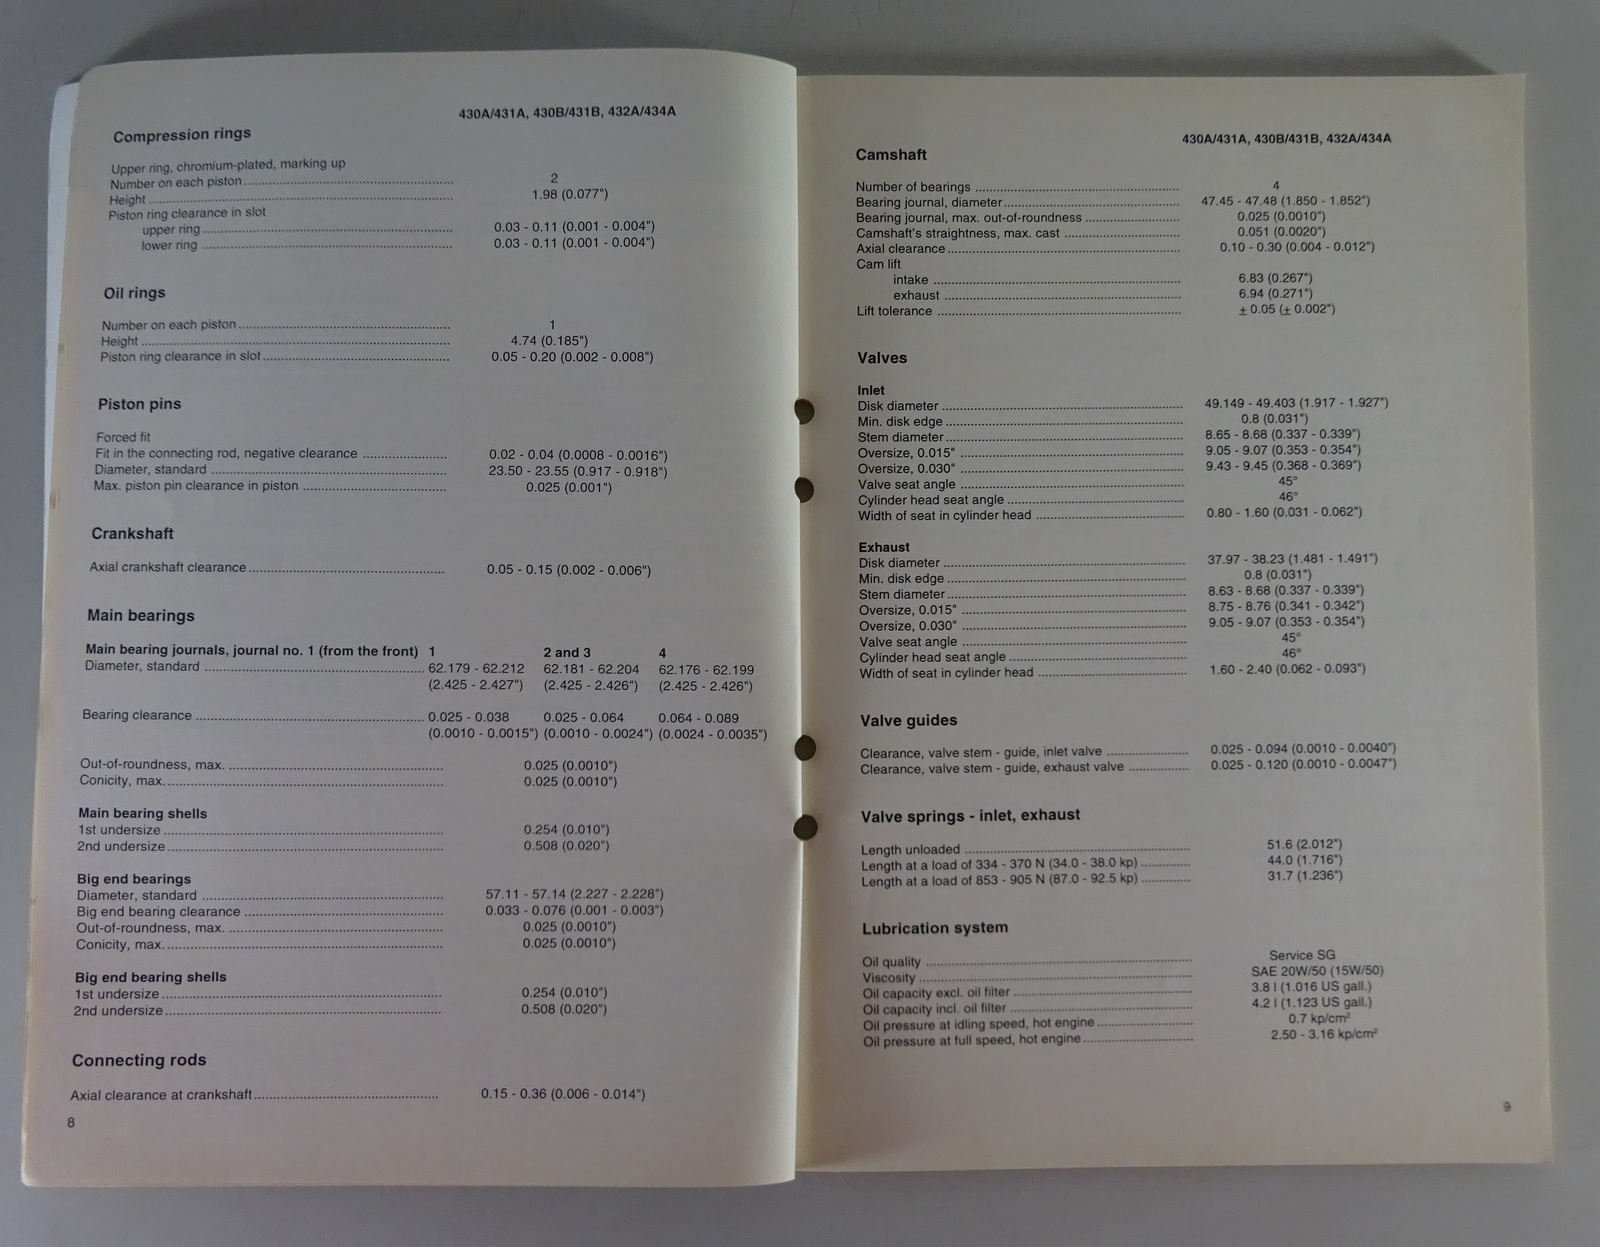 430A/431A, 430B/431B, 432A/434A
Compression rings
Upper ring, chromium-plated, marking up
Number on each piston 2
Height 1.98 (0.077")
Piston ring clearance in slot
upper ring 0.03 - 0.11 (0.001 - 0.004")
lower ring 0.03 - 0.11 (0.001 - 0.004")
Oil rings
Number on each piston 1
Height 4.74 (0.185")
Piston ring clearance in slot 0.05 - 0.20 (0.002 - 0.008")
Piston pins
Forced fit
Fit in the connecting rod, negative clearance 0.02 - 0.04 (0.0008 - 0.0016")
Diameter, standard 23.50 - 23.55 (0.917 - 0.918")
Max. piston pin clearance in piston 0.025 (0.001")
Crankshaft
Axial crankshaft clearance 0.05 - 0.15 (0.002 - 0.006")
Main bearings
Main bearing journals, journal no. 1 (from the front) 1 2 and 3 4
Diameter, standard 62.179 - 62.212 62.181 - 62.204 62.176 - 62.199
(2.425 - 2.427") (2.425 - 2.426") (2.425 - 2.426")
Bearing clearance 0.025 - 0.038 0.025 - 0.064 0.064 - 0.089
(0.0010 - 0.0015") (0.0010 - 0.0024") (0.0024 - 0.0035")
Out-of-roundness, max. 0.025 (0.0010")
Conicity, max. 0.025 (0.0010")
Main bearing shells
1st undersize 0.254 (0.010")
2nd undersize 0.508 (0.020")
Big end bearings
Diameter, standard 57.11 - 57.14 (2.227 - 2.228")
Big end bearing clearance 0.033 - 0.076 (0.001 - 0.003")
Out-of-roundness, max. 0.025 (0.0010")
Conicity, max. 0.025 (0.0010")
Big end bearing shells
1st undersize 0.254 (0.010")
2nd undersize 0.508 (0.020")
Connecting rods
Axial clearance at crankshaft 0.15 - 0.36 (0.006 - 0.014")
8
430A/431A, 430B/431B, 432A/434A
Camshaft
Number of bearings 4
Bearing journal, diameter 47.45 - 47.48 (1.850 - 1.852")
Bearing journal, max. out-of-roundness 0.025 (0.0010")
Camshaft's straightness, max. cast 0.051 (0.0020")
Axial clearance 0.10 - 0.30 (0.004 - 0.012")
Cam lift
intake 6.83 (0.267")
exhaust 6.94 (0.271")
Lift tolerance ± 0.05 (± 0.002")
Valves
Inlet
Disk diameter 49.149 - 49.403 (1.917 - 1.927")
Min. disk edge 0.8 (0.031")
Stem diameter 8.65 - 8.68 (0.337 - 0.339")
Oversize, 0.015" 9.05 - 9.07 (0.353 - 0.354")
Oversize, 0.030" 9.43 - 9.45 (0.368 - 0.369")
Valve seat angle 45°
Cylinder head seat angle 46°
Width of seat in cylinder head 0.80 - 1.60 (0.031 - 0.062")
Exhaust
Disk diameter 37.97 - 38.23 (1.481 - 1.491")
Min. disk edge 0.8 (0.031")
Stem diameter 8.63 - 8.68 (0.337 - 0.339")
Oversize, 0.015" 8.75 - 8.76 (0.341 - 0.342")
Oversize, 0.030" 9.05 - 9.07 (0.353 - 0.354")
Valve seat angle 45°
Cylinder head seat angle 46°
Width of seat in cylinder head 1.60 - 2.40 (0.062 - 0.093")
Valve guides
Clearance, valve stem - guide, inlet valve 0.025 - 0.094 (0.0010 - 0.0040")
Clearance, valve stem - guide, exhaust valve 0.025 - 0.120 (0.0010 - 0.0047")
Valve springs - inlet, exhaust
Length unloaded 51.6 (2.012")
Length at a load of 334 - 370 N (34.0 - 38.0 kp) 44.0 (1.716")
Length at a load of 853 - 905 N (87.0 - 92.5 kp) 31.7 (1.236")
Lubrication system
Oil quality Service SG
Viscosity SAE 20W/50 (15W/50)
Oil capacity excl. oil filter 3.8 l (1.016 US gall.)
Oil capacity incl. oil filter 4.2 l (1.123 US gall.)
Oil pressure at idling speed, hot engine 0.7 kp/cm²
Oil pressure at full speed, hot engine 2.50 - 3.16 kp/cm²
9